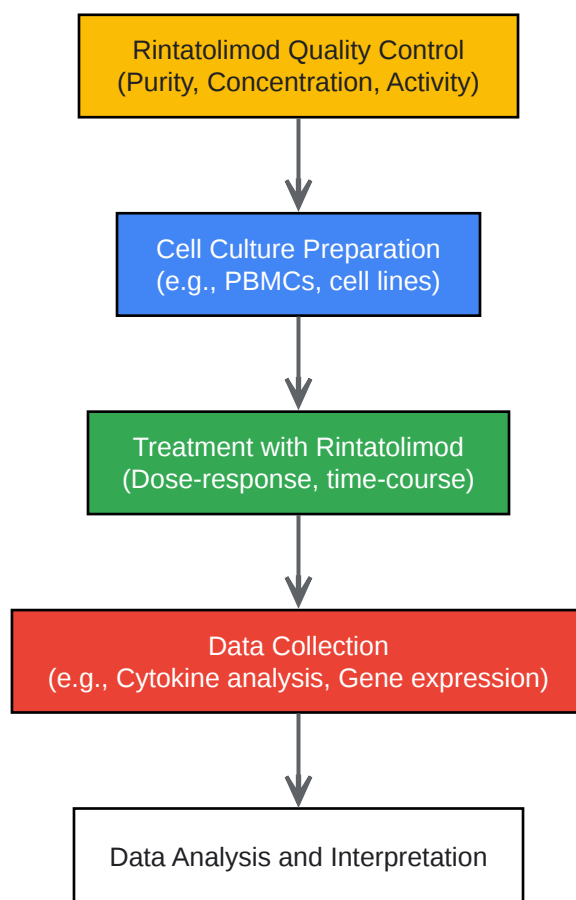 Rintatolimod Quality Control
(Purity, Concentration, Activity)
Cell Culture Preparation
(e.g., PBMCs, cell lines)
Treatment with Rintatolimod
(Dose-response, time-course)
Data Collection
(e.g., Cytokine analysis, Gene expression)
Data Analysis and Interpretation